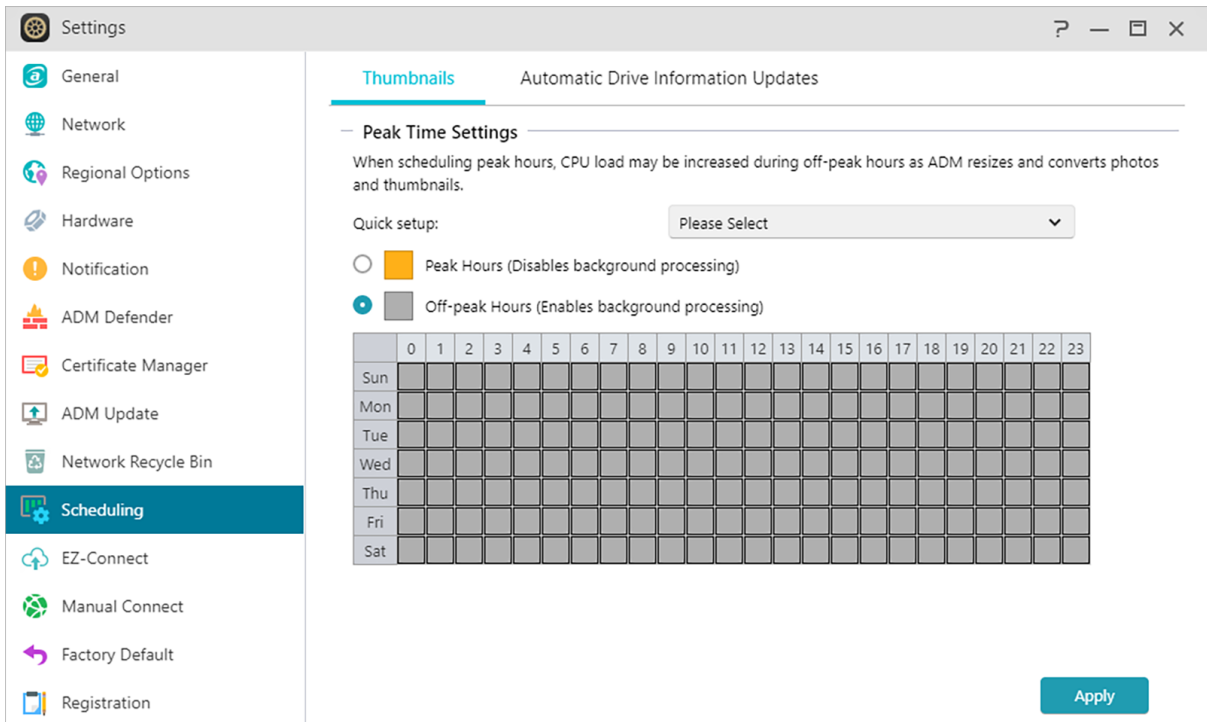 Settings
General
Network
Regional Options
Hardware
Notification
ADM Defender
Certificate Manager
ADM Update
Network Recycle Bin
Scheduling
EZ-Connect
Manual Connect
Factory Default
Registration
Thumbnails Automatic Drive Information Updates
Peak Time Settings
When scheduling peak hours, CPU load may be increased during off-peak hours as ADM resizes and converts photos
and thumbnails.
Quick setup: Please Select
Peak Hours (Disables background processing)
Off-peak Hours (Enables background processing)
0 1 2 3 4 5 6 7 8 9 10 11 12 13 14 15 16 17 18 19 20 21 22 23
Sun
Mon
Tue
Wed
Thu
Fri
Sat
Apply